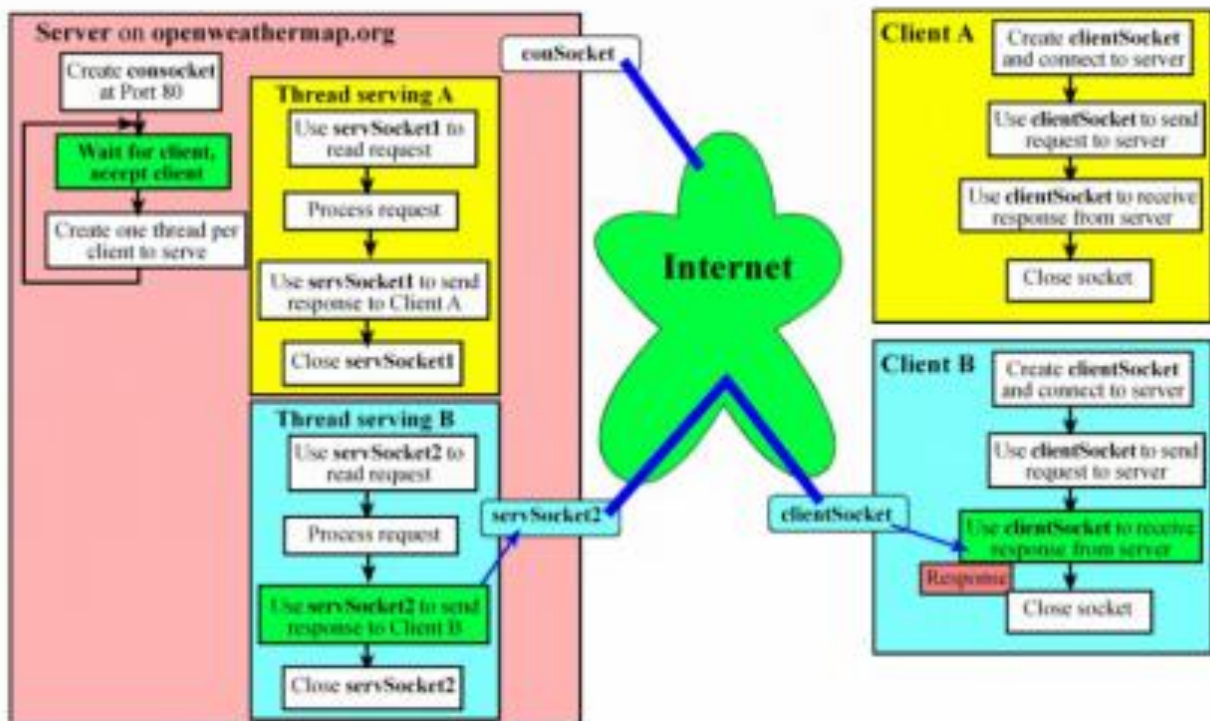 Server on openweathermap.org
Create consocket
at Port 80
Wait for client,
accept client
Create one thread per
client to serve
Thread serving A
Use servSocket1 to
read request
Process request
Use servSocket1 to send
response to Client A
Close servSocket1
Thread serving B
Use servSocket2 to
read request
Process request
Use servSocket2 to send
response to Client B
Close servSocket2
conSocket
Internet
servSocket2
clientSocket
Client A
Create clientSocket
and connect to server
Use clientSocket to send
request to server
Use clientSocket to receive
response from server
Close socket
Client B
Create clientSocket
and connect to server
Use clientSocket to send
request to server
Use clientSocket to receive
response from server
Response
Close socket